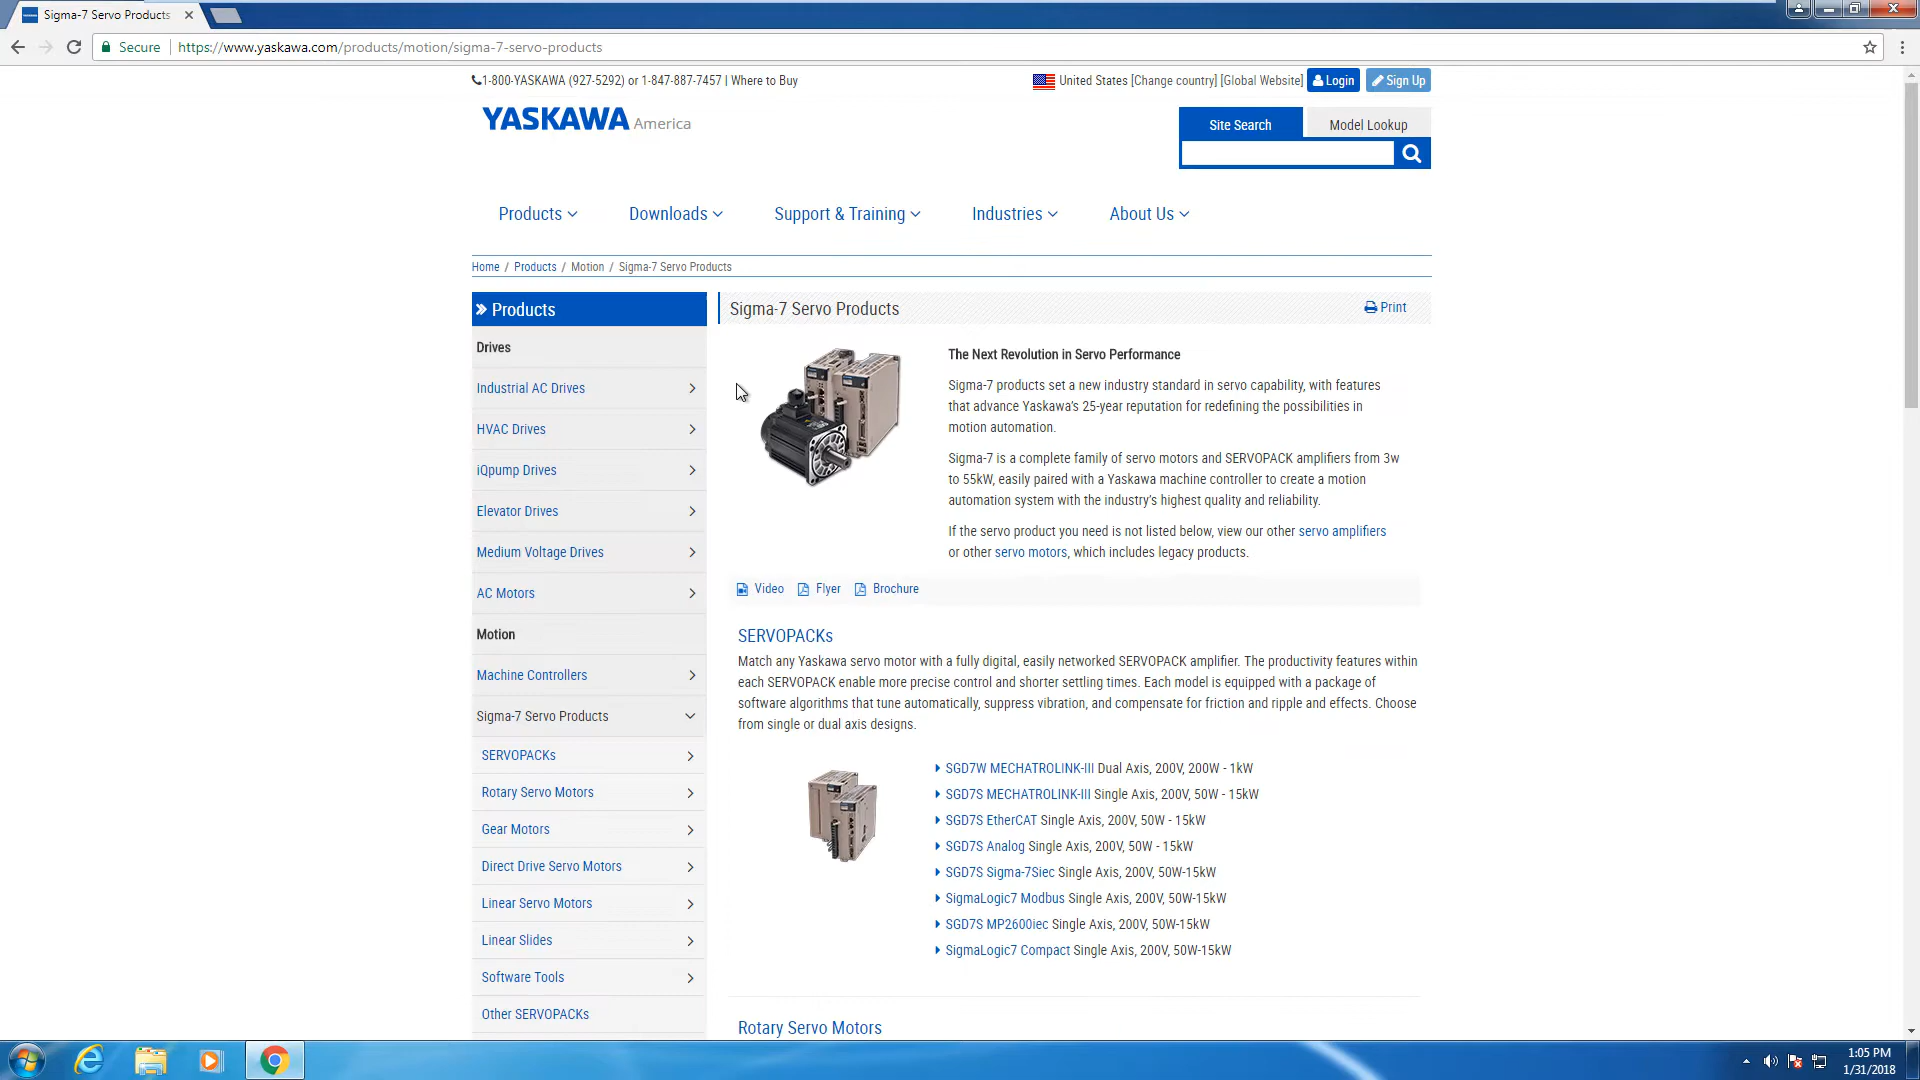 Sigma-7 Servo Products
Secure https://www.yaskawa.com/products/motion/sigma-7-servo-products
1-800-YASKAWA (927-5292) or 1-847-887-7457 | Where to Buy
United States [Change country] [Global Website] Login Sign Up
YASKAWA America
Site Search Model Lookup
Products Downloads Support & Training Industries About Us
Home / Products / Motion / Sigma-7 Servo Products
» Products
Drives
Industrial AC Drives
HVAC Drives
iQpump Drives
Elevator Drives
Medium Voltage Drives
AC Motors
Motion
Machine Controllers
Sigma-7 Servo Products
SERVOPACKs
Rotary Servo Motors
Gear Motors
Direct Drive Servo Motors
Linear Servo Motors
Linear Slides
Software Tools
Other SERVOPACKs
Sigma-7 Servo Products
Print
The Next Revolution in Servo Performance
Sigma-7 products set a new industry standard in servo capability, with features
that advance Yaskawa's 25-year reputation for redefining the possibilities in
motion automation.
Sigma-7 is a complete family of servo motors and SERVOPACK amplifiers from 3w
to 55kW, easily paired with a Yaskawa machine controller to create a motion
automation system with the industry's highest quality and reliability.
If the servo product you need is not listed below, view our other servo amplifiers
or other servo motors, which includes legacy products.
Video Flyer Brochure
SERVOPACKs
Match any Yaskawa servo motor with a fully digital, easily networked SERVOPACK amplifier. The productivity features within
each SERVOPACK enable more precise control and shorter settling times. Each model is equipped with a package of
software algorithms that tune automatically, suppress vibration, and compensate for friction and ripple and effects. Choose
from single or dual axis designs.
SGD7W MECHATROLINK-III Dual Axis, 200V, 200W - 1kW
SGD7S MECHATROLINK-III Single Axis, 200V, 50W - 15kW
SGD7S EtherCAT Single Axis, 200V, 50W - 15kW
SGD7S Analog Single Axis, 200V, 50W - 15kW
SGD7S Sigma-7Siec Single Axis, 200V, 50W-15kW
SigmaLogic7 Modbus Single Axis, 200V, 50W-15kW
SGD7S MP2600iec Single Axis, 200V, 50W-15kW
SigmaLogic7 Compact Single Axis, 200V, 50W-15kW
Rotary Servo Motors
1:05 PM
1/31/2018